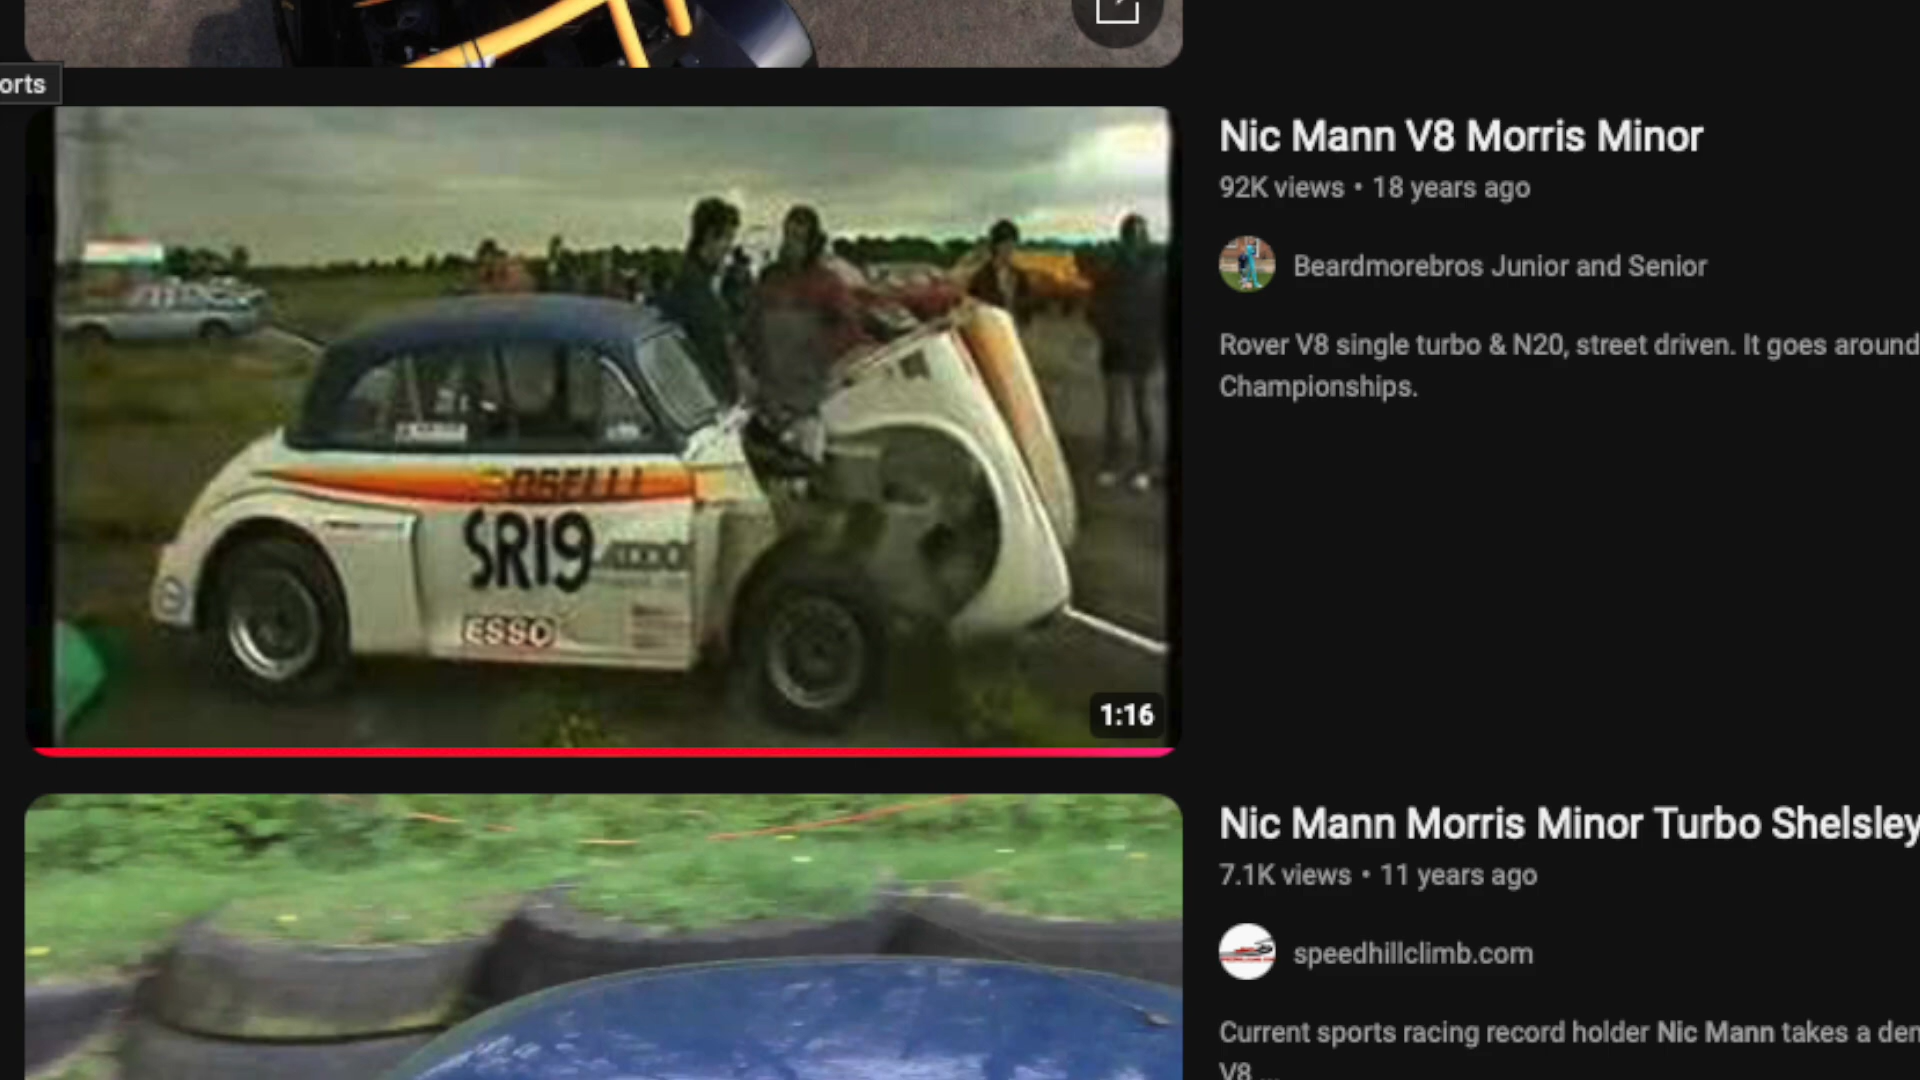 orts
Nic Mann V8 Morris Minor
92K views • 18 years ago
Beardmorebros Junior and Senior
Rover V8 single turbo & N20, street driven. It goes around
Championships.
OSELLI
SR19
ESSO
1:16
Nic Mann Morris Minor Turbo Shelsley
7.1K views • 11 years ago
speedhillclimb.com
Current sports racing record holder Nic Mann takes a den
V8 ...